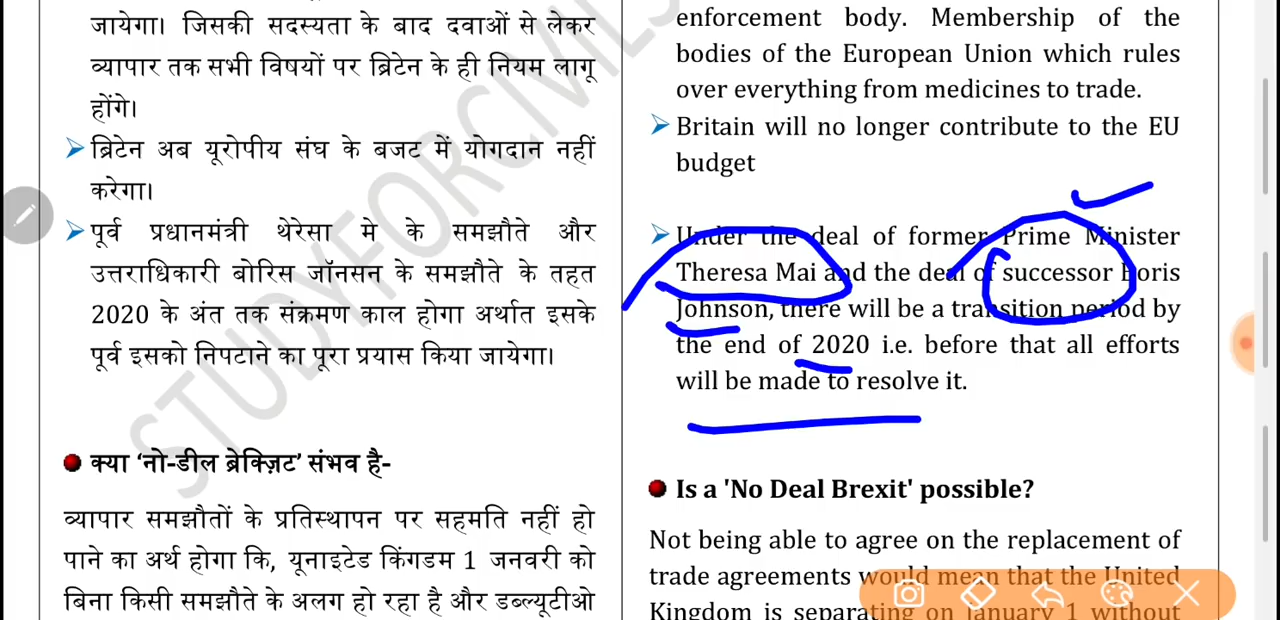 जायेगा। जिसकी सदस्यता के बाद दवाओं से लेकर
व्यापार तक सभी विषयों पर ब्रिटेन के ही नियम लागू
होंगे।
ब्रिटेन अब यूरोपीय संघ के बजट में योगदान नहीं
करेगा।
पूर्व प्रधानमंत्री थेरेसा मे के समझौते और
उत्तराधिकारी बोरिस जॉनसन के समझौते के तहत
2020 के अंत तक संक्रमण काल होगा अर्थात इसके
पूर्व इसको निपटाने का पूरा प्रयास किया जायेगा।
क्या ‘नो-डील ब्रेक्ज़िट’ संभव है-
व्यापार समझौतों के प्रतिस्थापन पर सहमति नहीं हो
पाने का अर्थ होगा कि, यूनाइटेड किंगडम 1 जनवरी को
बिना किसी समझौते के अलग हो रहा है और डब्ल्यूटीओ
enforcement body. Membership of the
bodies of the European Union which rules
over everything from medicines to trade.
Britain will no longer contribute to the EU
budget
Under the deal of former Prime Minister
Theresa Mai and the deal of successor Boris
Johnson, there will be a transition period by
the end of 2020 i.e. before that all efforts
will be made to resolve it.
Is a 'No Deal Brexit' possible?
Not being able to agree on the replacement of
trade agreements would mean that the United
Kingdom is separating on January 1 without
STUDYFORCIVILS